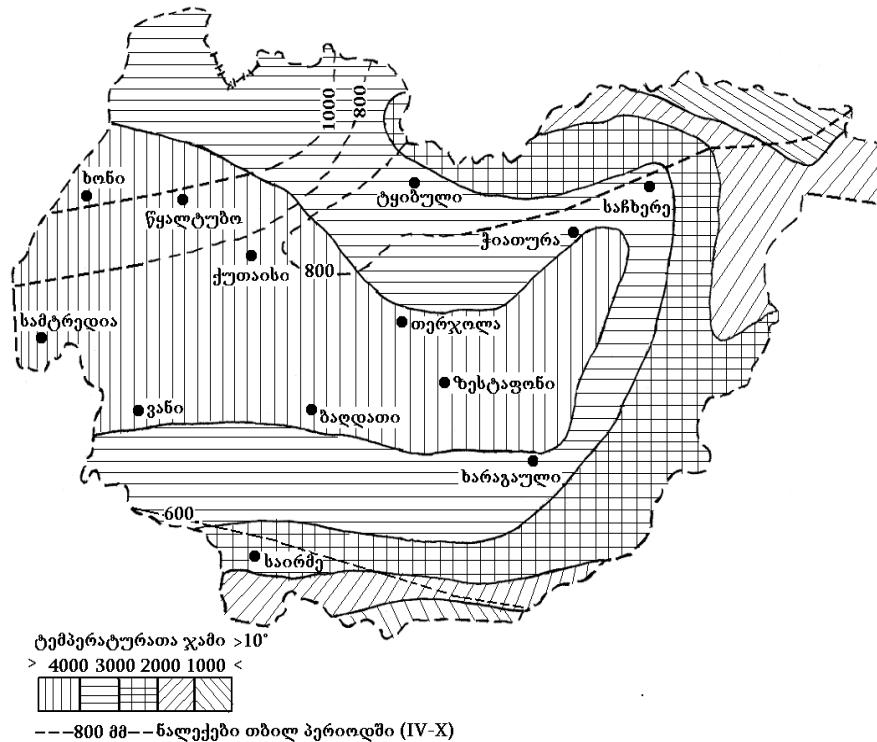 1000
800
ხონი
წყალტუბო
ტყიბული
საჩხერე
ჭიათურა
ქუთაისი
800
სამტრედია
თერჯოლა
ზესტაფონი
ვანი
ბაღდათი
ხარაგაული
600
საირმე
ტემპერატურათა ჯამი >10°
> 4000 3000 2000 1000 <
---800 მმ-- ნალექები თბილ პერიოდში (IV-X)